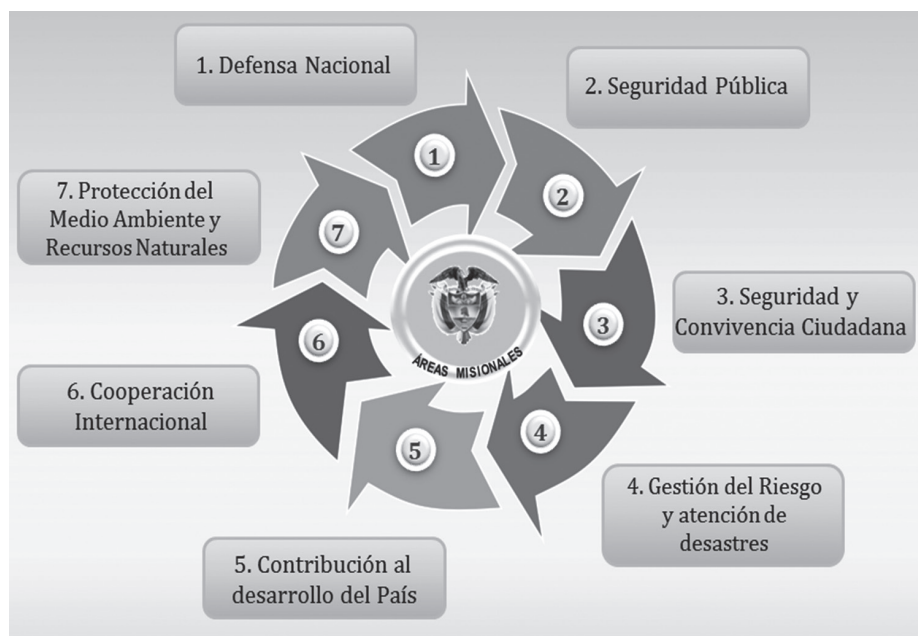 1. Defensa Nacional
2. Seguridad Pública
3. Seguridad y
Convivencia Ciudadana
4. Gestión del Riesgo
y atención de
desastres
5. Contribución al
desarrollo del País
6. Cooperación
Internacional
7. Protección del
Medio Ambiente y
Recursos Naturales
1
2
3
4
5
6
7
ÁREAS MISIONALES